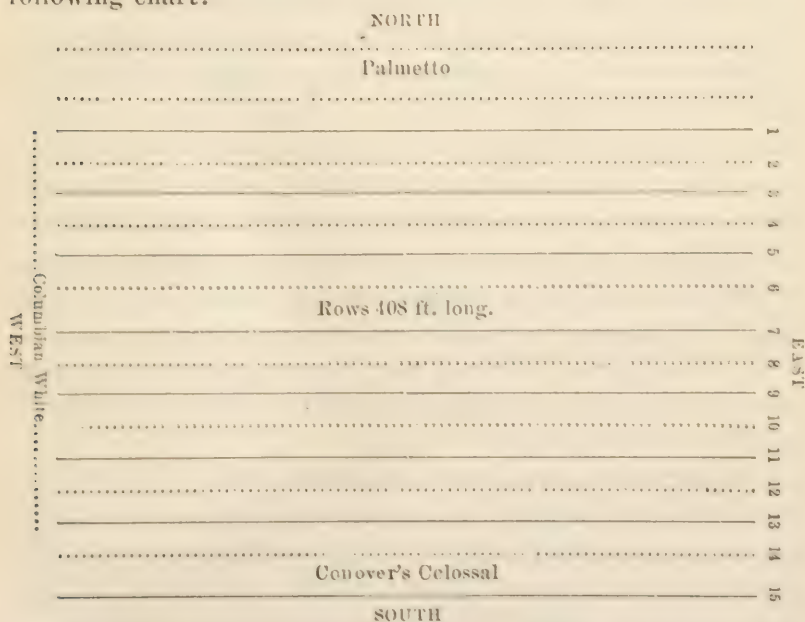 following chart:
NORTH
Palmetto
1
2
3
4
5
6
Rows 408 ft. long.
7
8
9
10
11
12
13
14
Conover's Colossal
15
SOUTH
WEST
Columbian White
EAST